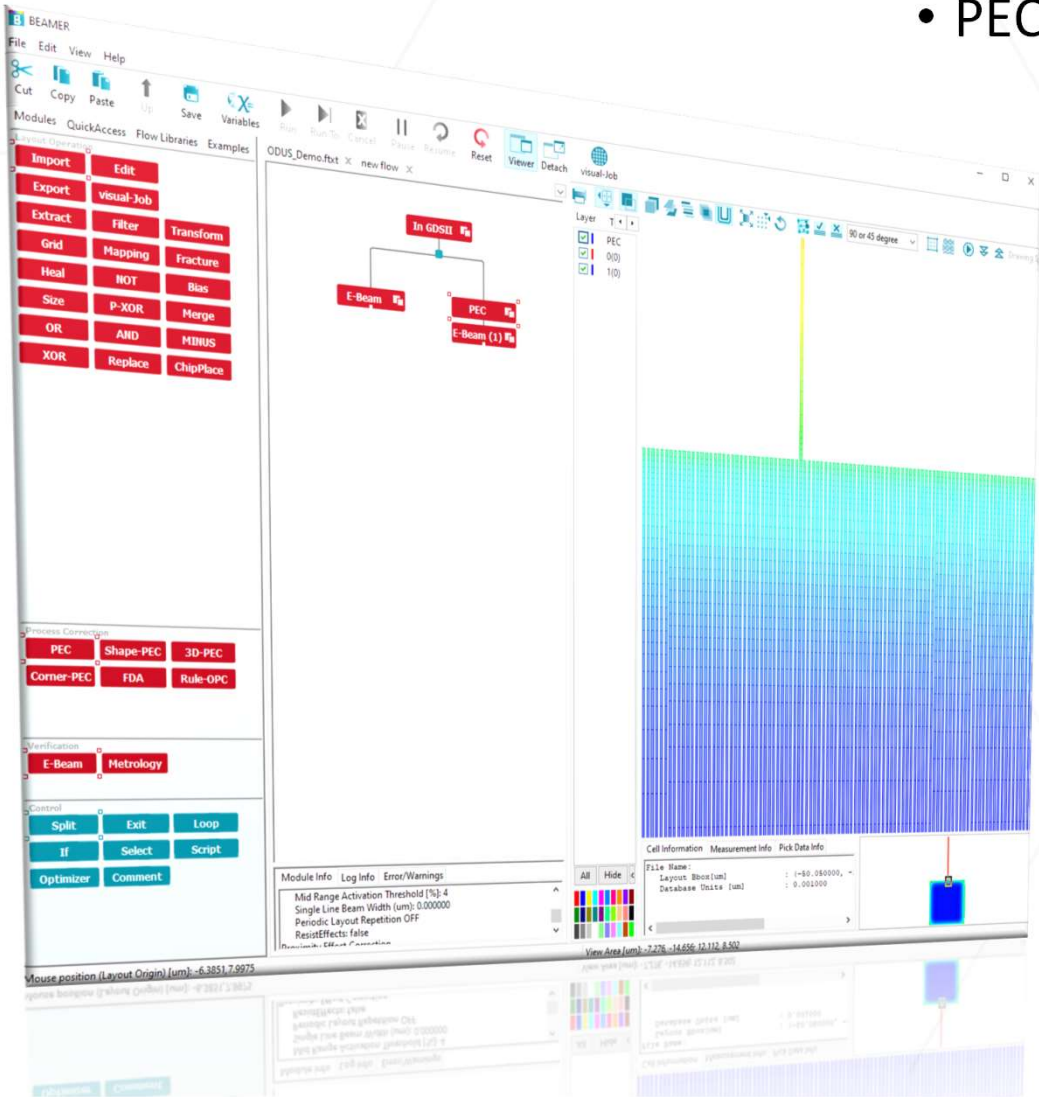 • PEC
BEAMER
File Edit View Help
Cut Copy Paste Up Save Variables Run Run To Cancel Pause Resume Reset Viewer Detach visual-Job
Modules QuickAccess Flow Libraries Examples
ODUS_Demo.ftxt × new flow ×
Layout Operation
Import Edit
Export visual-Job
Extract Filter Transform
Grid Mapping Fracture
Heal NOT Bias
Size P-XOR Merge
OR AND MINUS
XOR Replace ChipPlace
Process Correction
PEC Shape-PEC 3D-PEC
Corner-PEC FDA Rule-OPC
Verification
E-Beam Metrology
Control
Split Exit Loop
If Select Script
Optimizer Comment
In GDSII
E-Beam PEC
E-Beam (1)
Module Info Log Info Error/Warnings
Mid Range Activation Threshold [%]: 4
Single Line Beam Width (um): 0.000000
Periodic Layout Repetition OFF
ResistEffects: false
Proximity Effect Correction
Layer T
PEC
0(0)
1(0)
All Hide
90 or 45 degree
Cell Information Measurement Info Pick Data Info
File Name:
Layout Bbox[um] : (-50.050000, -
Database Units [um] : 0.001000
Mouse position (Layout Origin) [um]: -6.3851,7.9975
View Area [um]: -7.276, -14.656; 12.112, 8.502